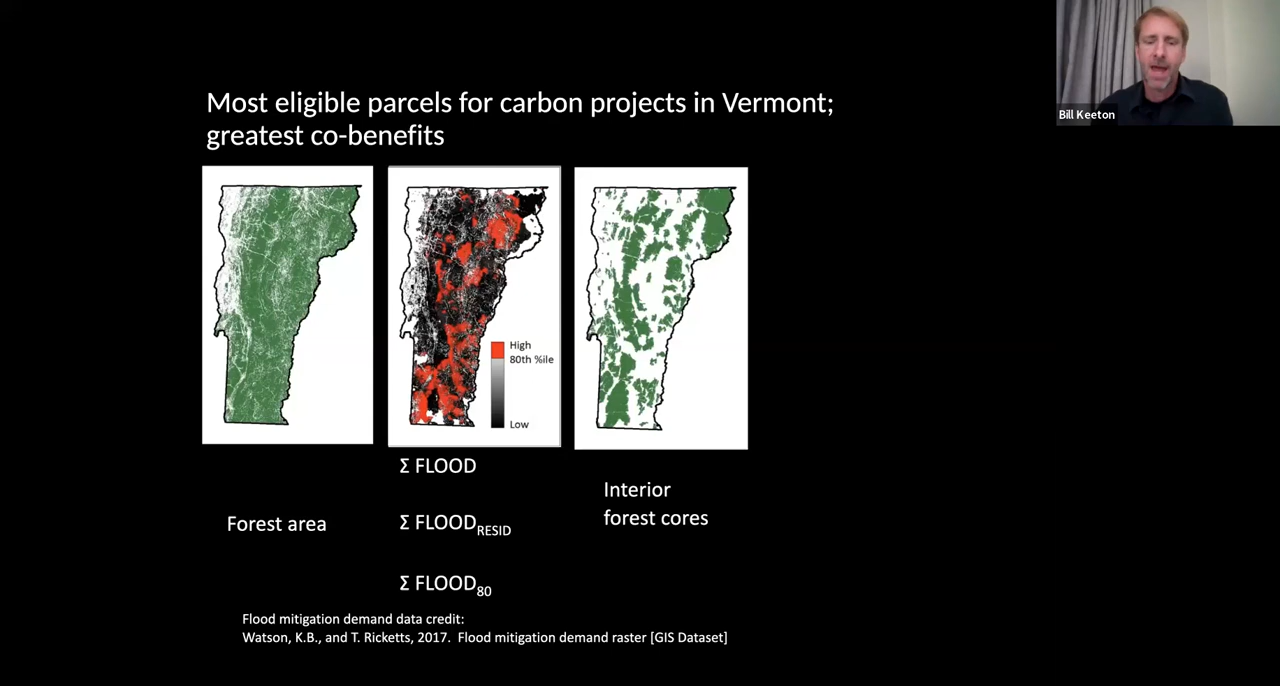 Most eligible parcels for carbon projects in Vermont;
greatest co-benefits
Bill Keeton
High
80th %ile
Low
Σ FLOOD
Σ FLOOD_RESID
Σ FLOOD_80
Forest area
Interior
forest cores
Flood mitigation demand data credit:
Watson, K.B., and T. Ricketts, 2017. Flood mitigation demand raster [GIS Dataset]